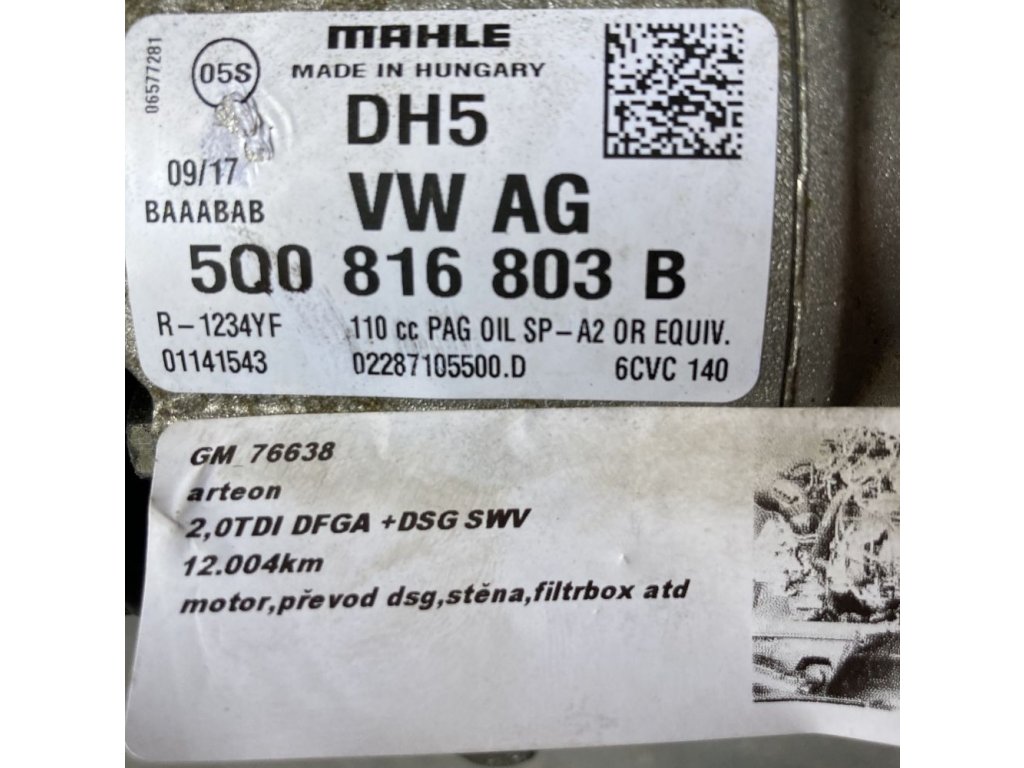 06577281
05S
MAHLE
MADE IN HUNGARY
DH5
09/17
BAAABAB
VW AG
5Q0 816 803 B
R-1234YF 110 cc PAG OIL SP-A2 OR EQUIV.
01141543 02287105500.D 6CVC 140
GM_76638
arteon
2,0TDI DFGA +DSG SWV
12.004km
motor,převod dsg,stěna,filtrbox atd